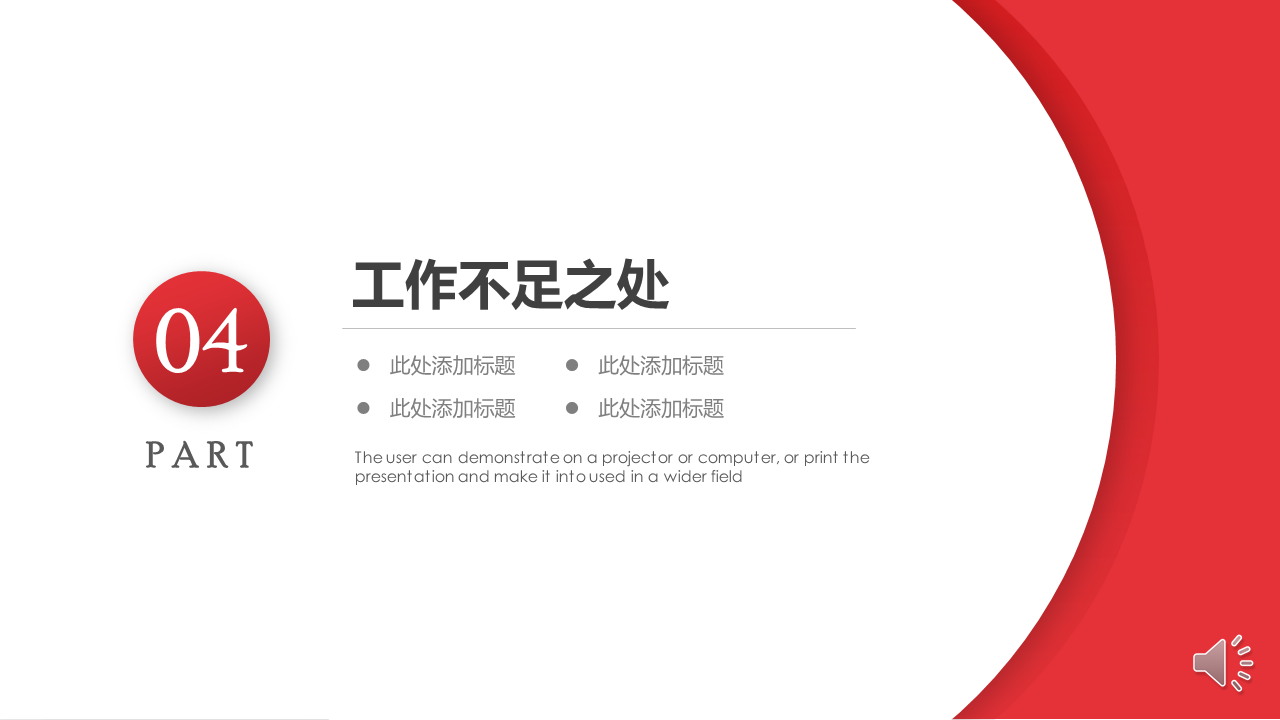 04
PART
工作不足之处
● 此处添加标题 ● 此处添加标题
● 此处添加标题 ● 此处添加标题
The user can demonstrate on a projector or computer, or print the
presentation and make it into used in a wider field